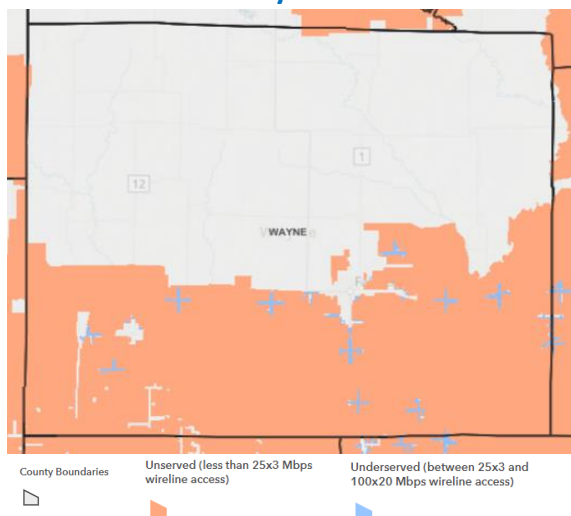 12
1
WAYNE
County Boundaries
Unserved (less than 25x3 Mbps
wireline access)
Underserved (between 25x3 and
100x20 Mbps wireline access)